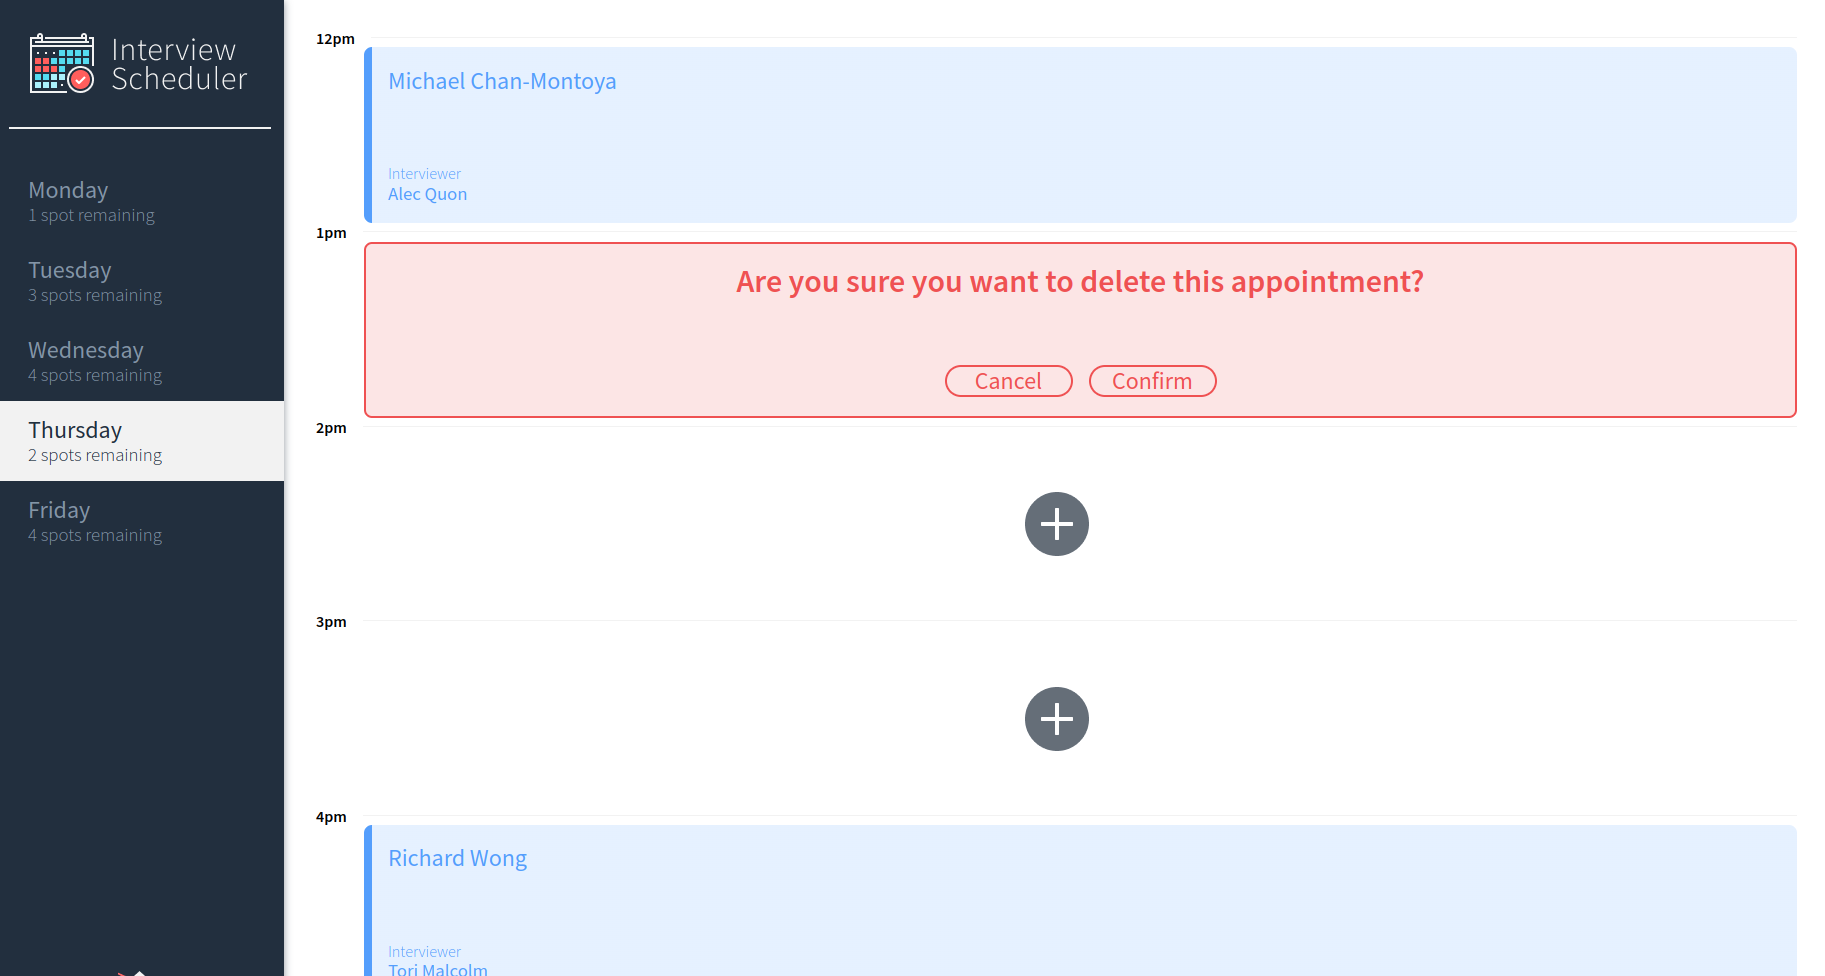 Interview
Scheduler
Monday
1 spot remaining
Tuesday
3 spots remaining
Wednesday
4 spots remaining
Thursday
2 spots remaining
Friday
4 spots remaining
12pm
Michael Chan-Montoya
Interviewer
Alec Quon
1pm
Are you sure you want to delete this appointment?
Cancel Confirm
2pm
3pm
4pm
Richard Wong
Interviewer
Tori Malcolm